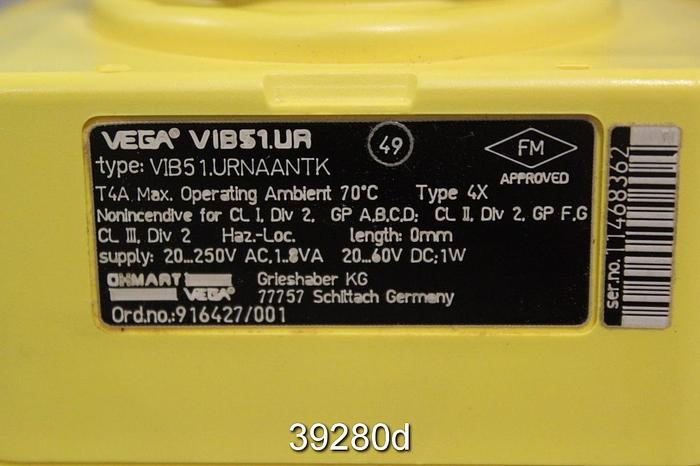 VEGA® VIB51.UR
49
FM
APPROVED
type: VIB51.URNAANTK
T4A Max. Operating Ambient 70°C Type 4X
Nonincendive for CL I, Div 2, GP A,B,C,D; CL II, Div 2, GP F,G
CL III, Div 2 Haz.-Loc. length: 0mm
supply: 20...250V AC,1..8VA 20...60V DC;1W
OHMART Grieshaber KG
VEGA® 77757 Schiltach Germany
Ord.no.:916427/001
ser.no. 11468362
39280d